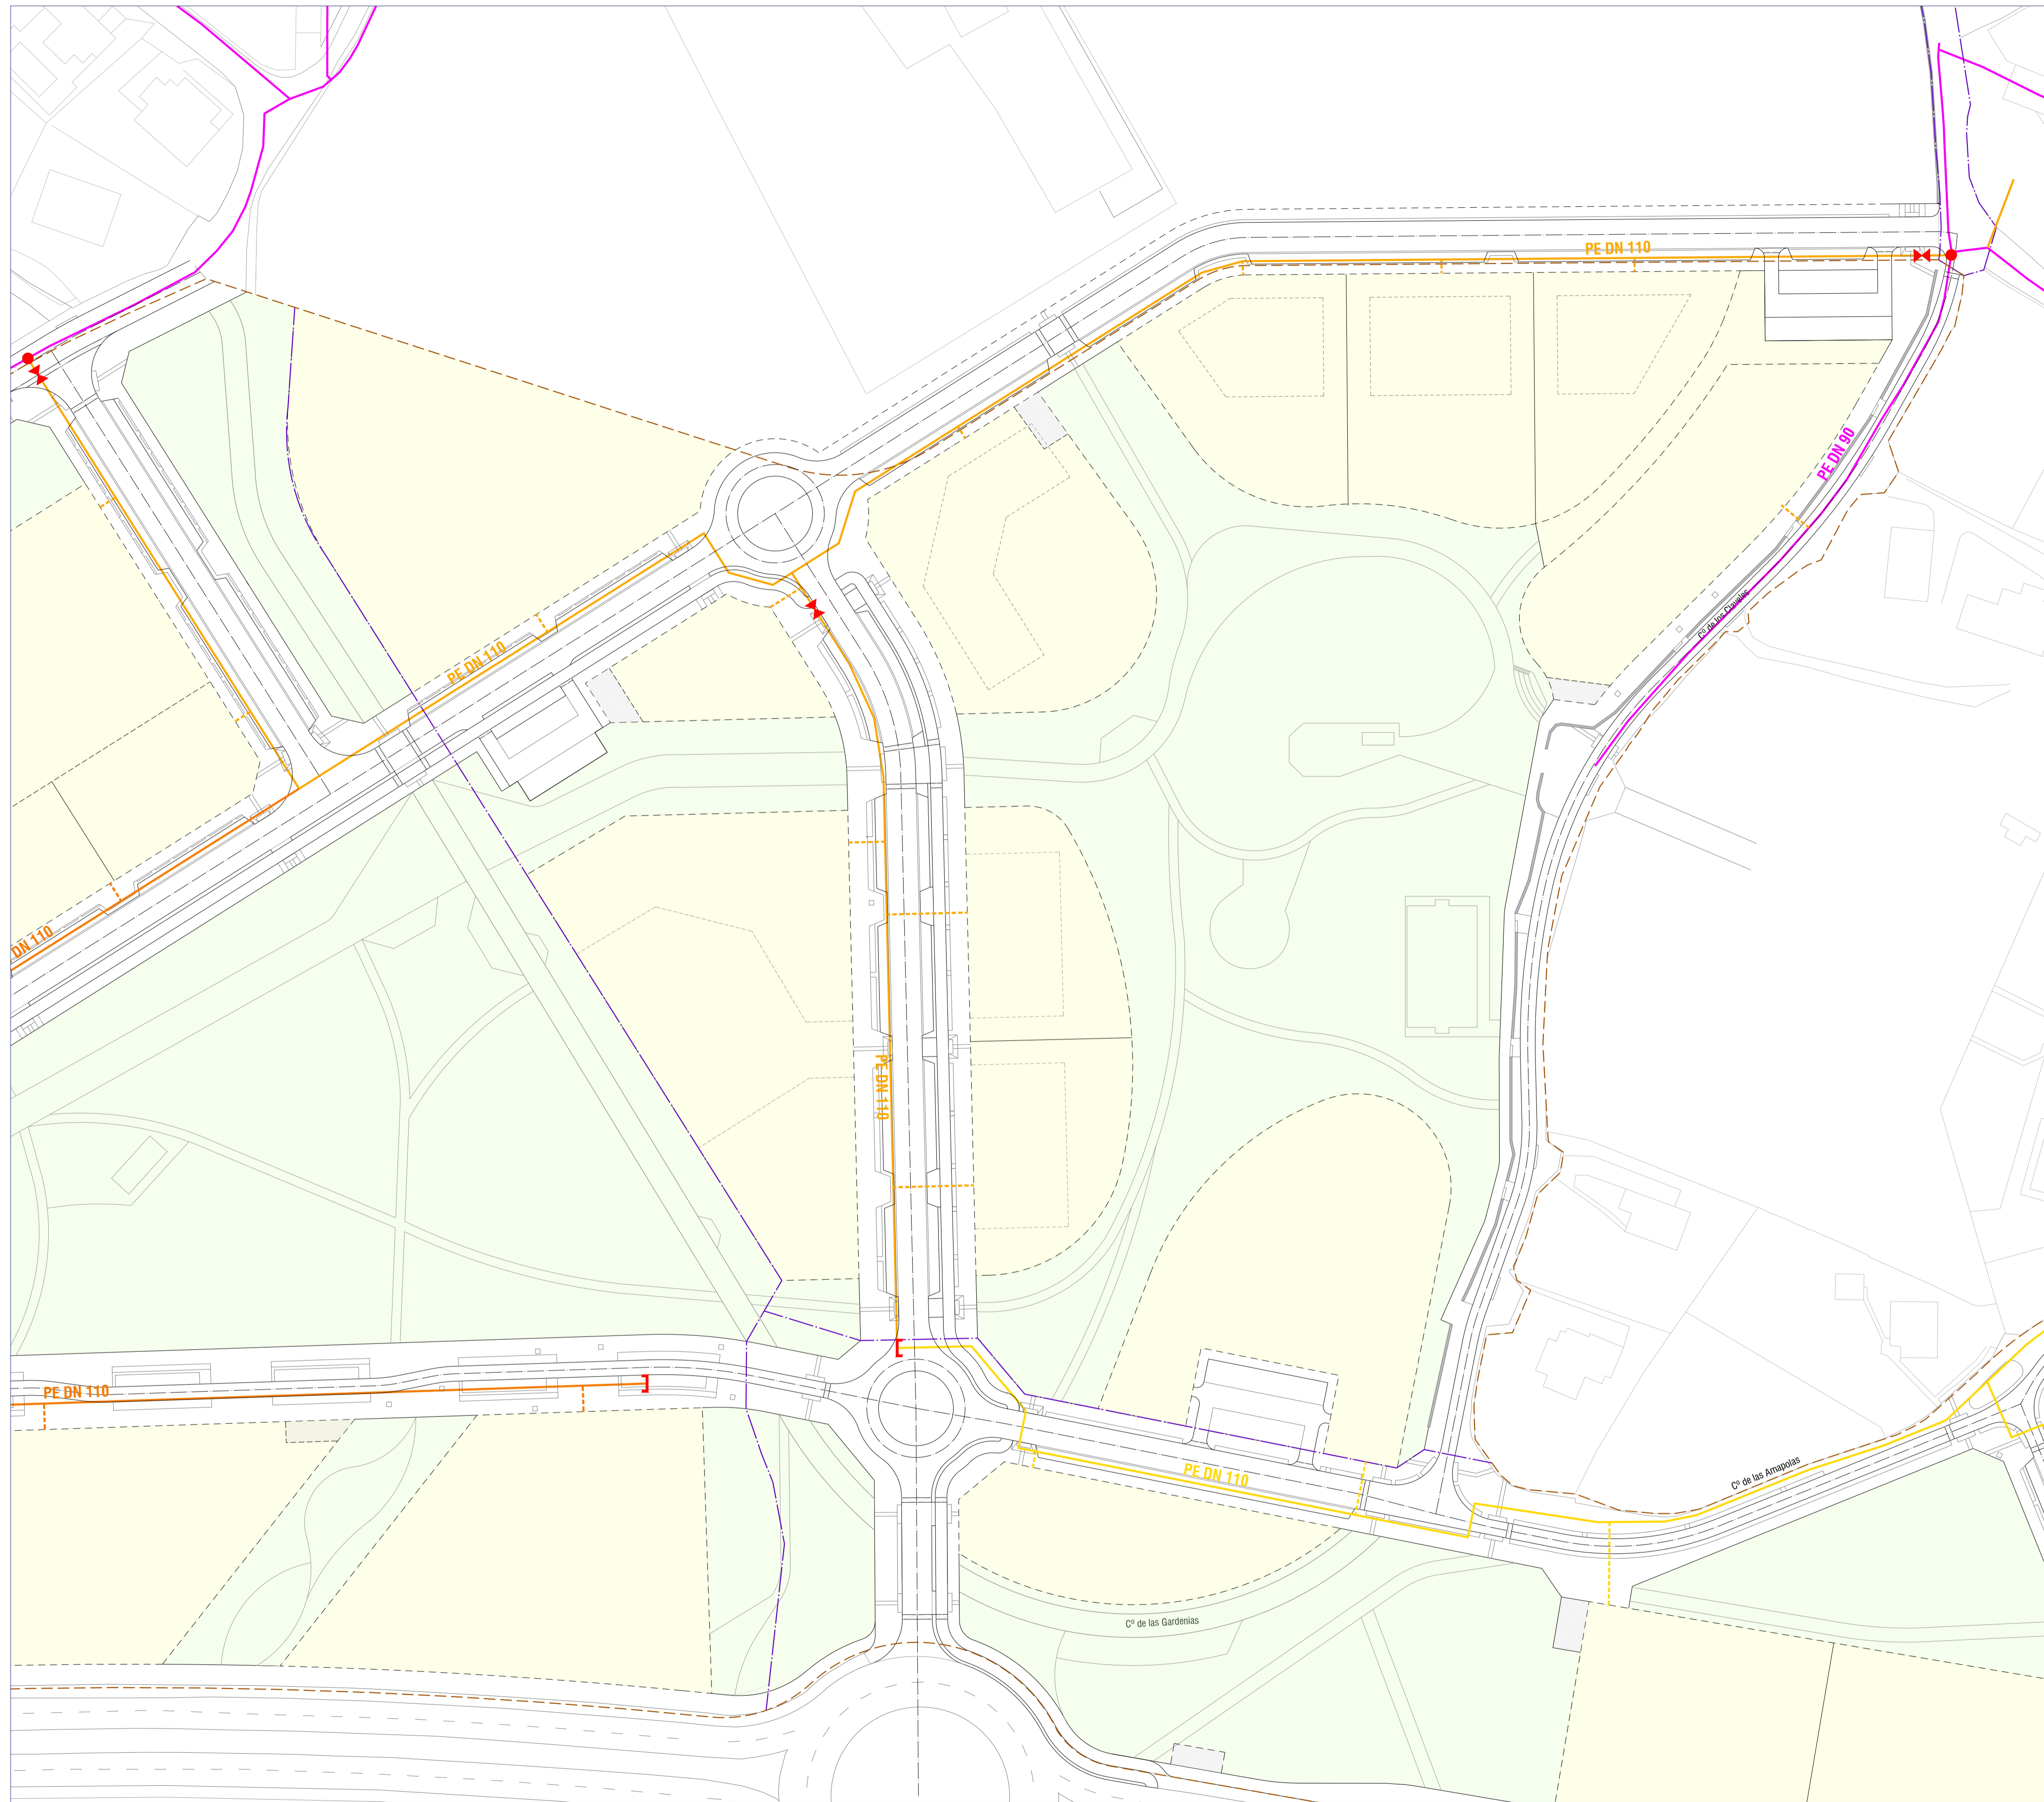 PE DN 110
PE DN 90
Cº de los Claveles
PE DN 110
DN 110
PE DN 110
PE DN 110
PE DN 110
Cº de las Amapolas
Cº de las Gardenias